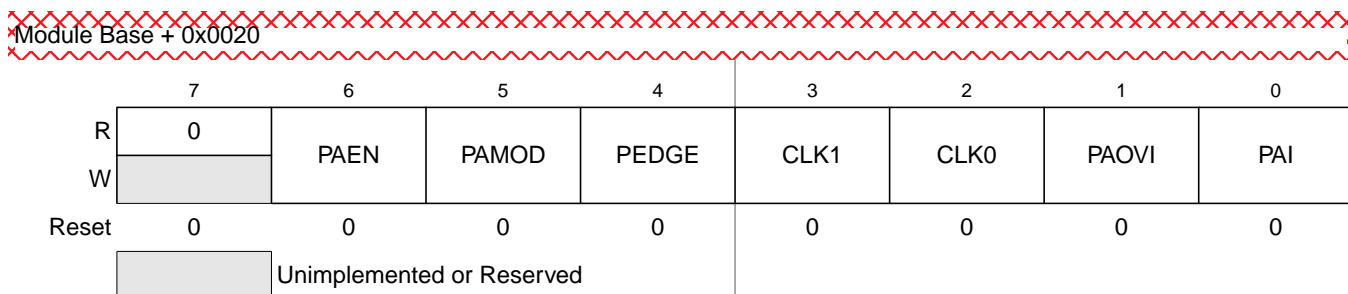 Module Base + 0x0020
7 6 5 4 3 2 1 0
R 0 PAEN PAMOD PEDGE CLK1 CLK0 PAOVI PAI
W
Reset 0 0 0 0 0 0 0 0
Unimplemented or Reserved